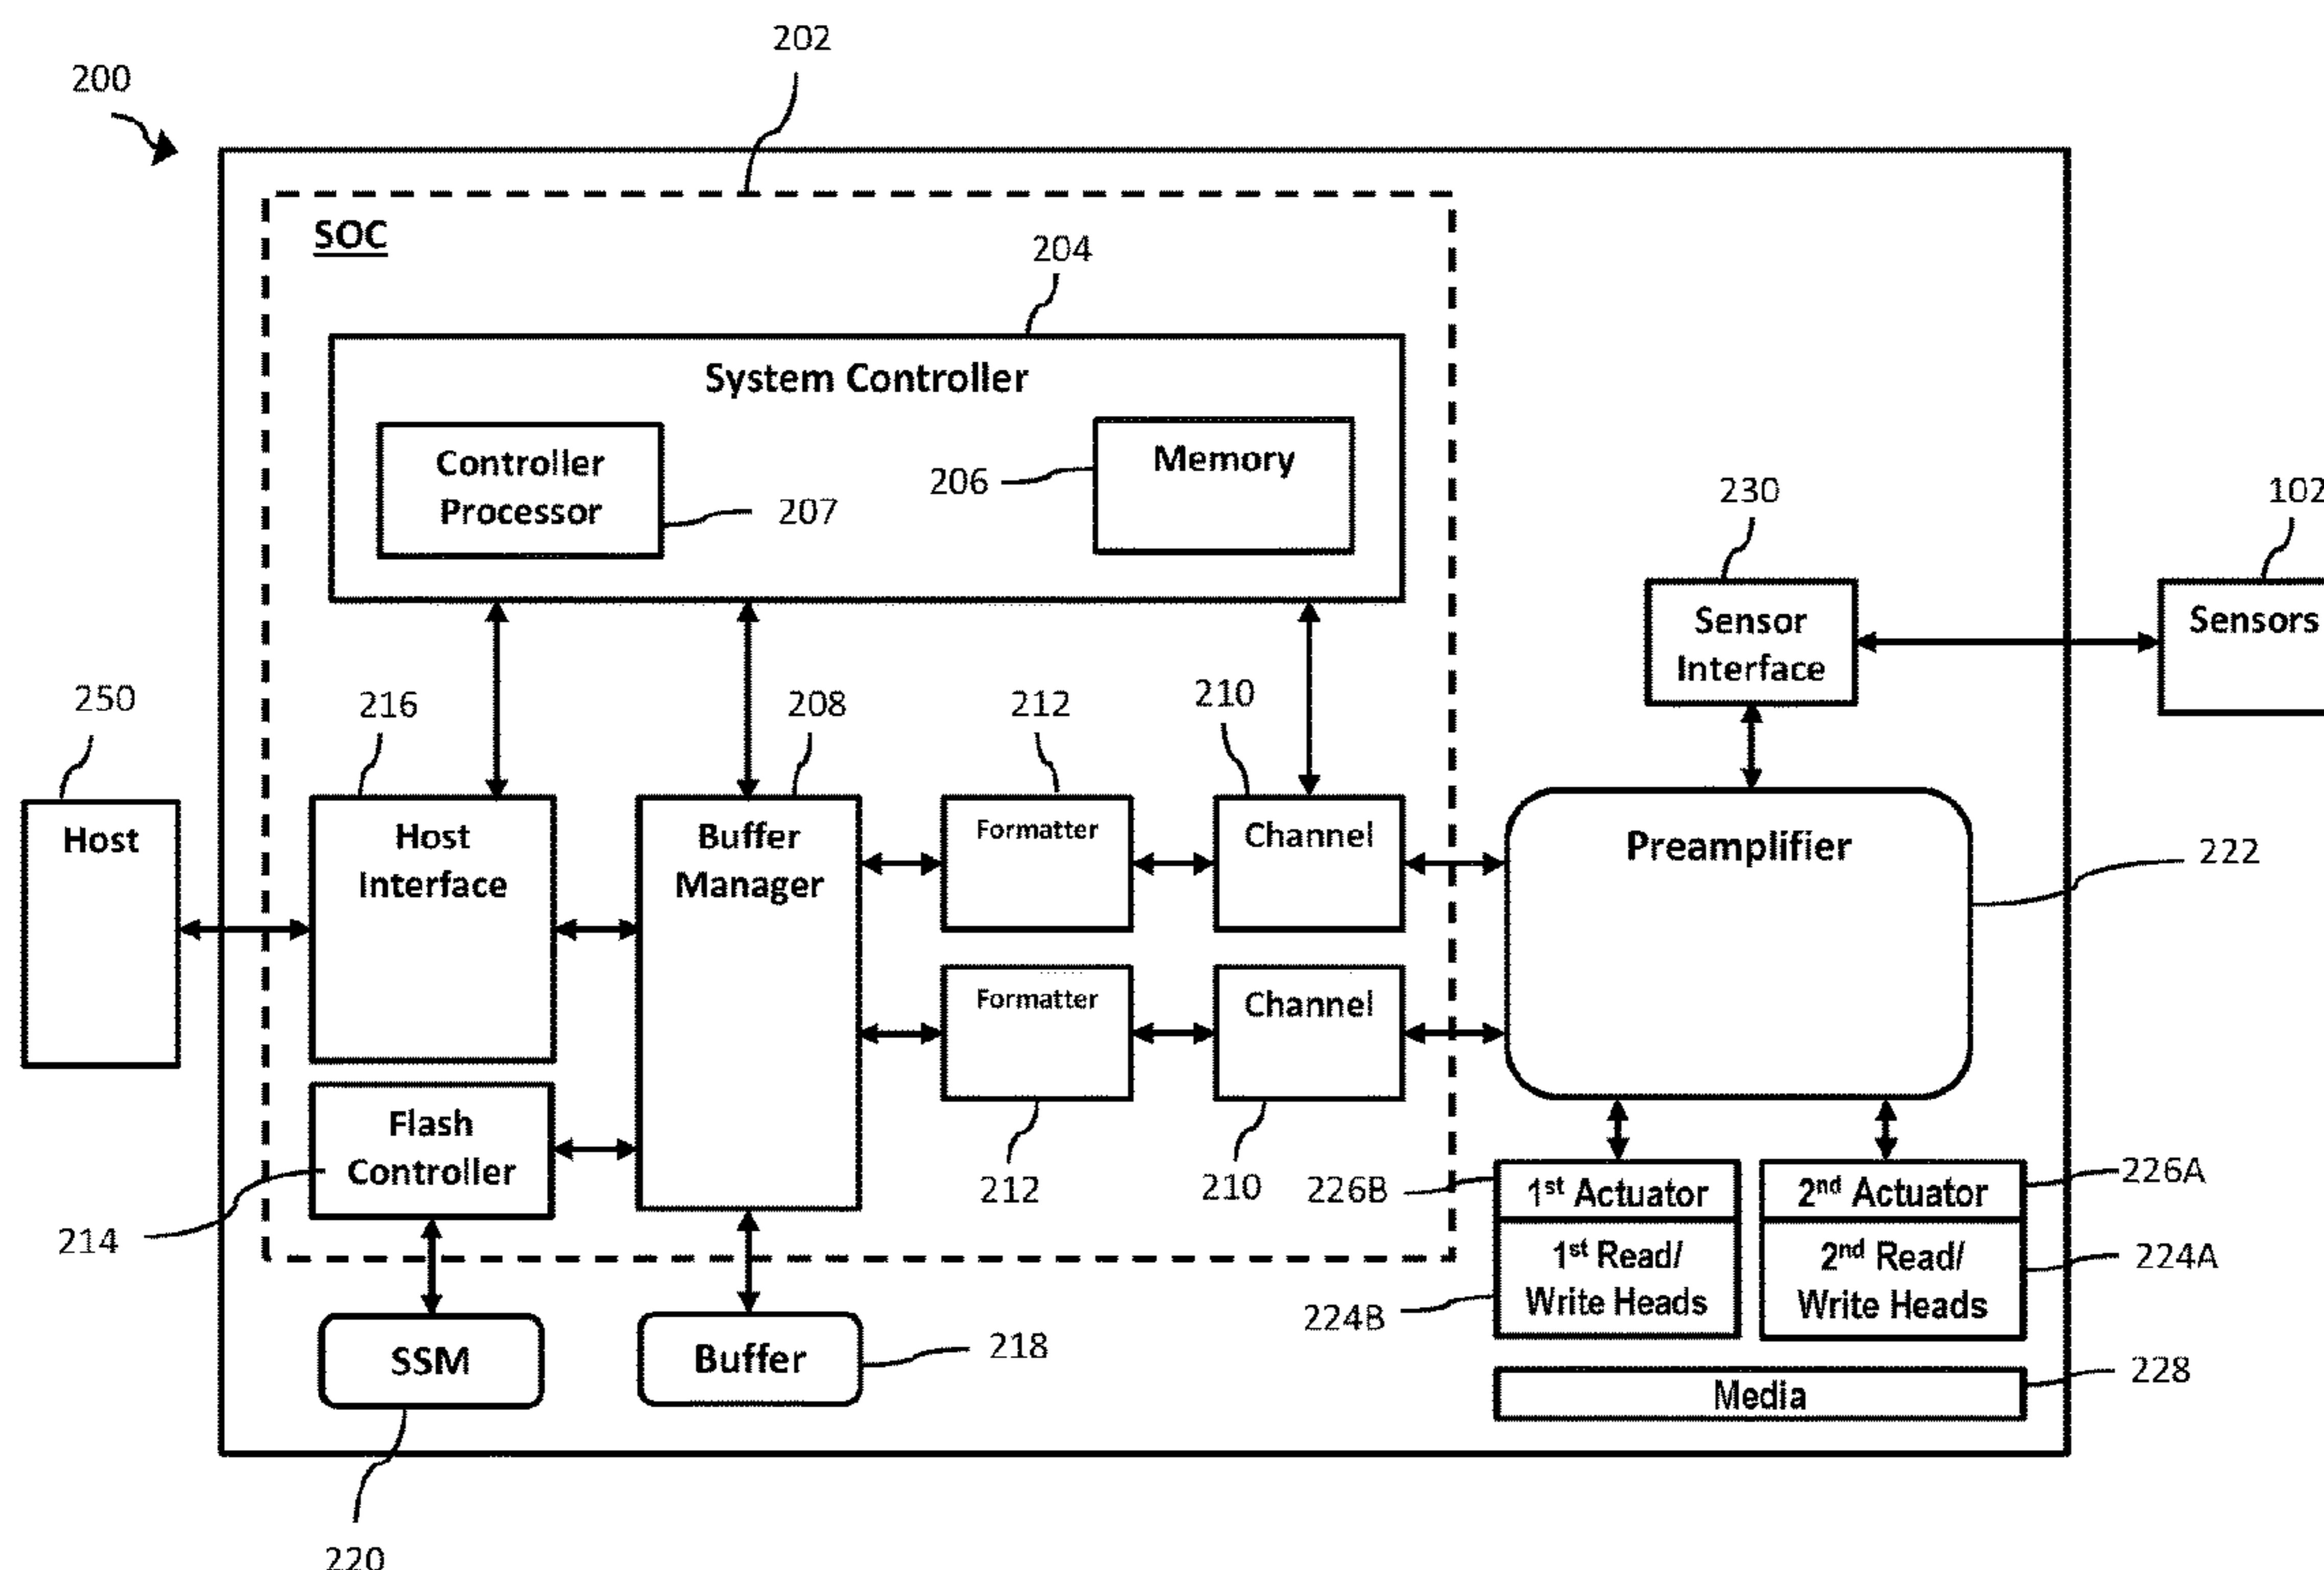 202
200
SOC
204
System Controller
Controller
Processor
207
206
Memory
230
102
Sensor
Interface
Sensors
250
216
208
212
210
Host
Host
Interface
Buffer
Manager
Formatter
Channel
Preamplifier
222
Formatter
Channel
Flash
Controller
214
212
210
226B
1st Actuator
2nd Actuator
226A
1st Read/
Write Heads
2nd Read/
Write Heads
224A
224B
SSM
Buffer
218
Media
228
220